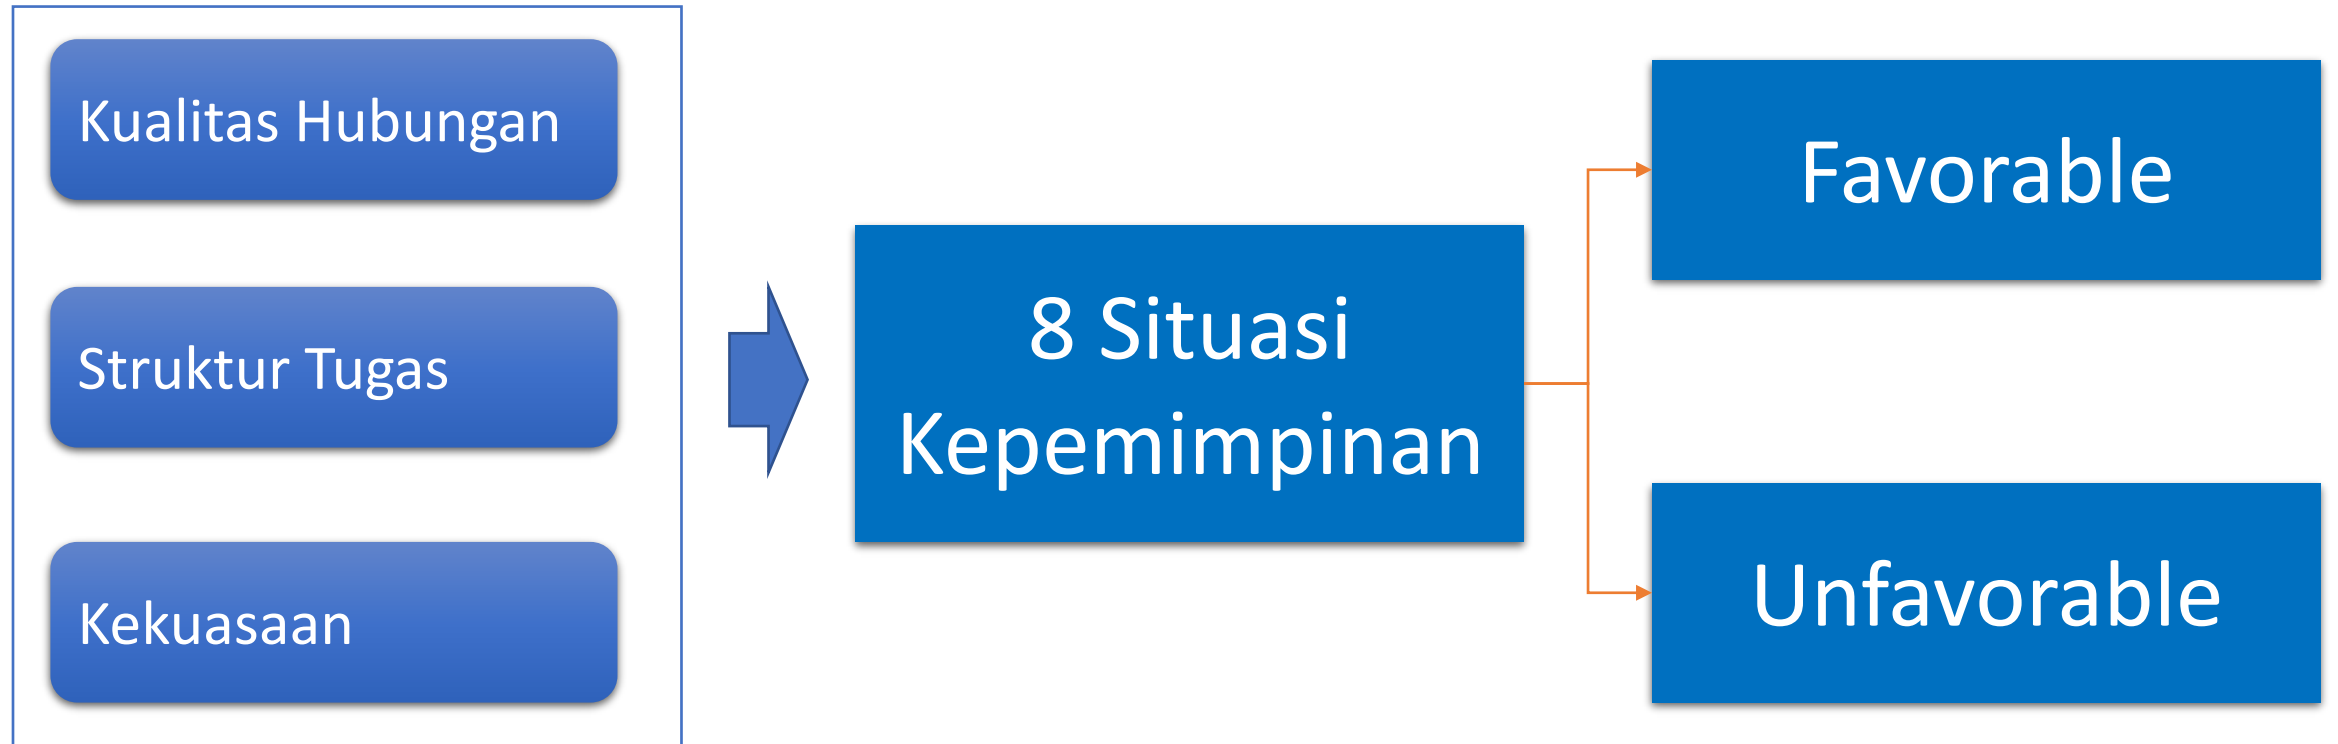 Kualitas Hubungan
Struktur Tugas
Kekuasaan
8 Situasi
Kepemimpinan
Favorable
Unfavorable